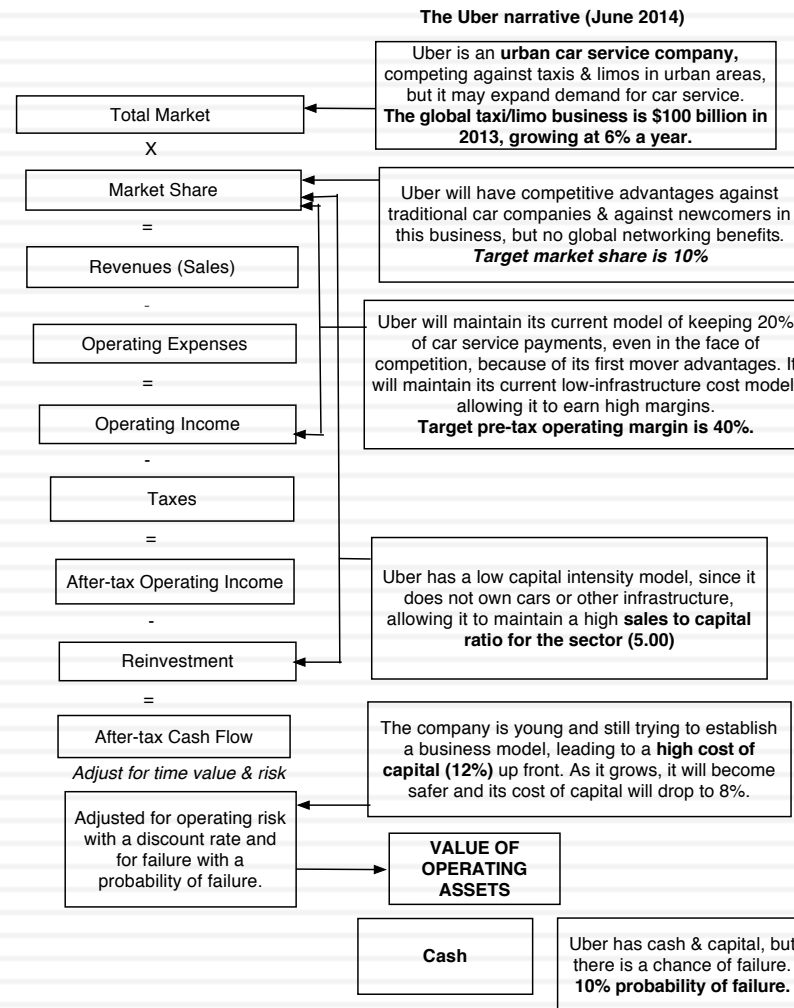 The Uber narrative (June 2014)
Uber is an urban car service company,
competing against taxis & limos in urban areas,
but it may expand demand for car service.
The global taxi/limo business is $100 billion in
2013, growing at 6% a year.
Total Market
X
Market Share
Uber will have competitive advantages against
traditional car companies & against newcomers in
this business, but no global networking benefits.
Target market share is 10%
=
Revenues (Sales)
-
Uber will maintain its current model of keeping 20%
of car service payments, even in the face of
competition, because of its first mover advantages. It
will maintain its current low-infrastructure cost model
allowing it to earn high margins.
Target pre-tax operating margin is 40%.
Operating Expenses
=
Operating Income
-
Taxes
=
After-tax Operating Income
Uber has a low capital intensity model, since it
does not own cars or other infrastructure,
allowing it to maintain a high sales to capital
ratio for the sector (5.00)
-
Reinvestment
=
After-tax Cash Flow
The company is young and still trying to establish
a business model, leading to a high cost of
capital (12%) up front. As it grows, it will become
safer and its cost of capital will drop to 8%.
Adjust for time value & risk
Adjusted for operating risk
with a discount rate and
for failure with a
probability of failure.
VALUE OF
OPERATING
ASSETS
Cash
Uber has cash & capital, but
there is a chance of failure.
10% probability of failure.